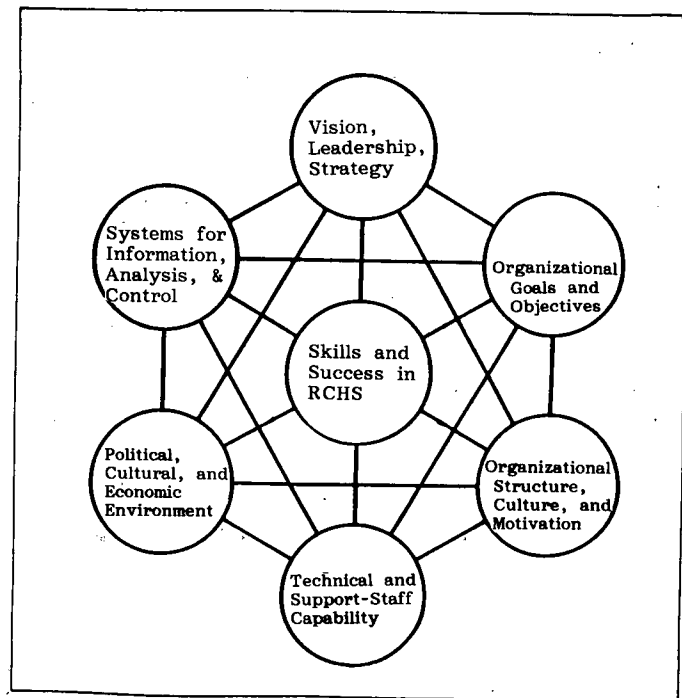 Vision,
Leadership,
Strategy
Systems for
Information,
Analysis, &
Control
Organizational
Goals and
Objectives
Skills and
Success in
RCHS
Political,
Cultural, and
Economic
Environment
Organizational
Structure,
Culture, and
Motivation
Technical and
Support-Staff
Capability